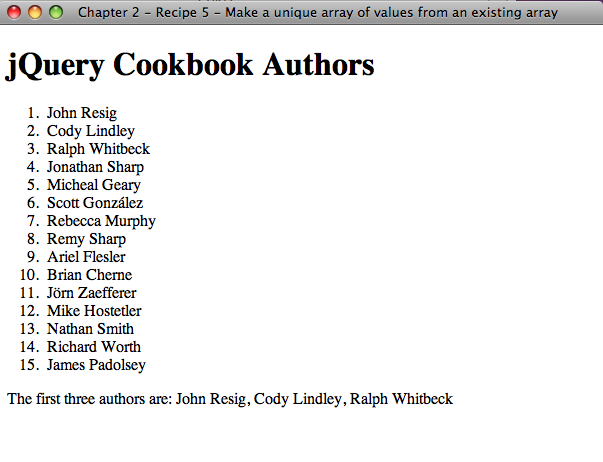 Chapter 2 – Recipe 5 – Make a unique array of values from an existing array
jQuery Cookbook Authors
1. John Resig
2. Cody Lindley
3. Ralph Whitbeck
4. Jonathan Sharp
5. Micheal Geary
6. Scott González
7. Rebecca Murphy
8. Remy Sharp
9. Ariel Flesler
10. Brian Cherne
11. Jörn Zaefferer
12. Mike Hostetler
13. Nathan Smith
14. Richard Worth
15. James Padolsey
The first three authors are: John Resig, Cody Lindley, Ralph Whitbeck